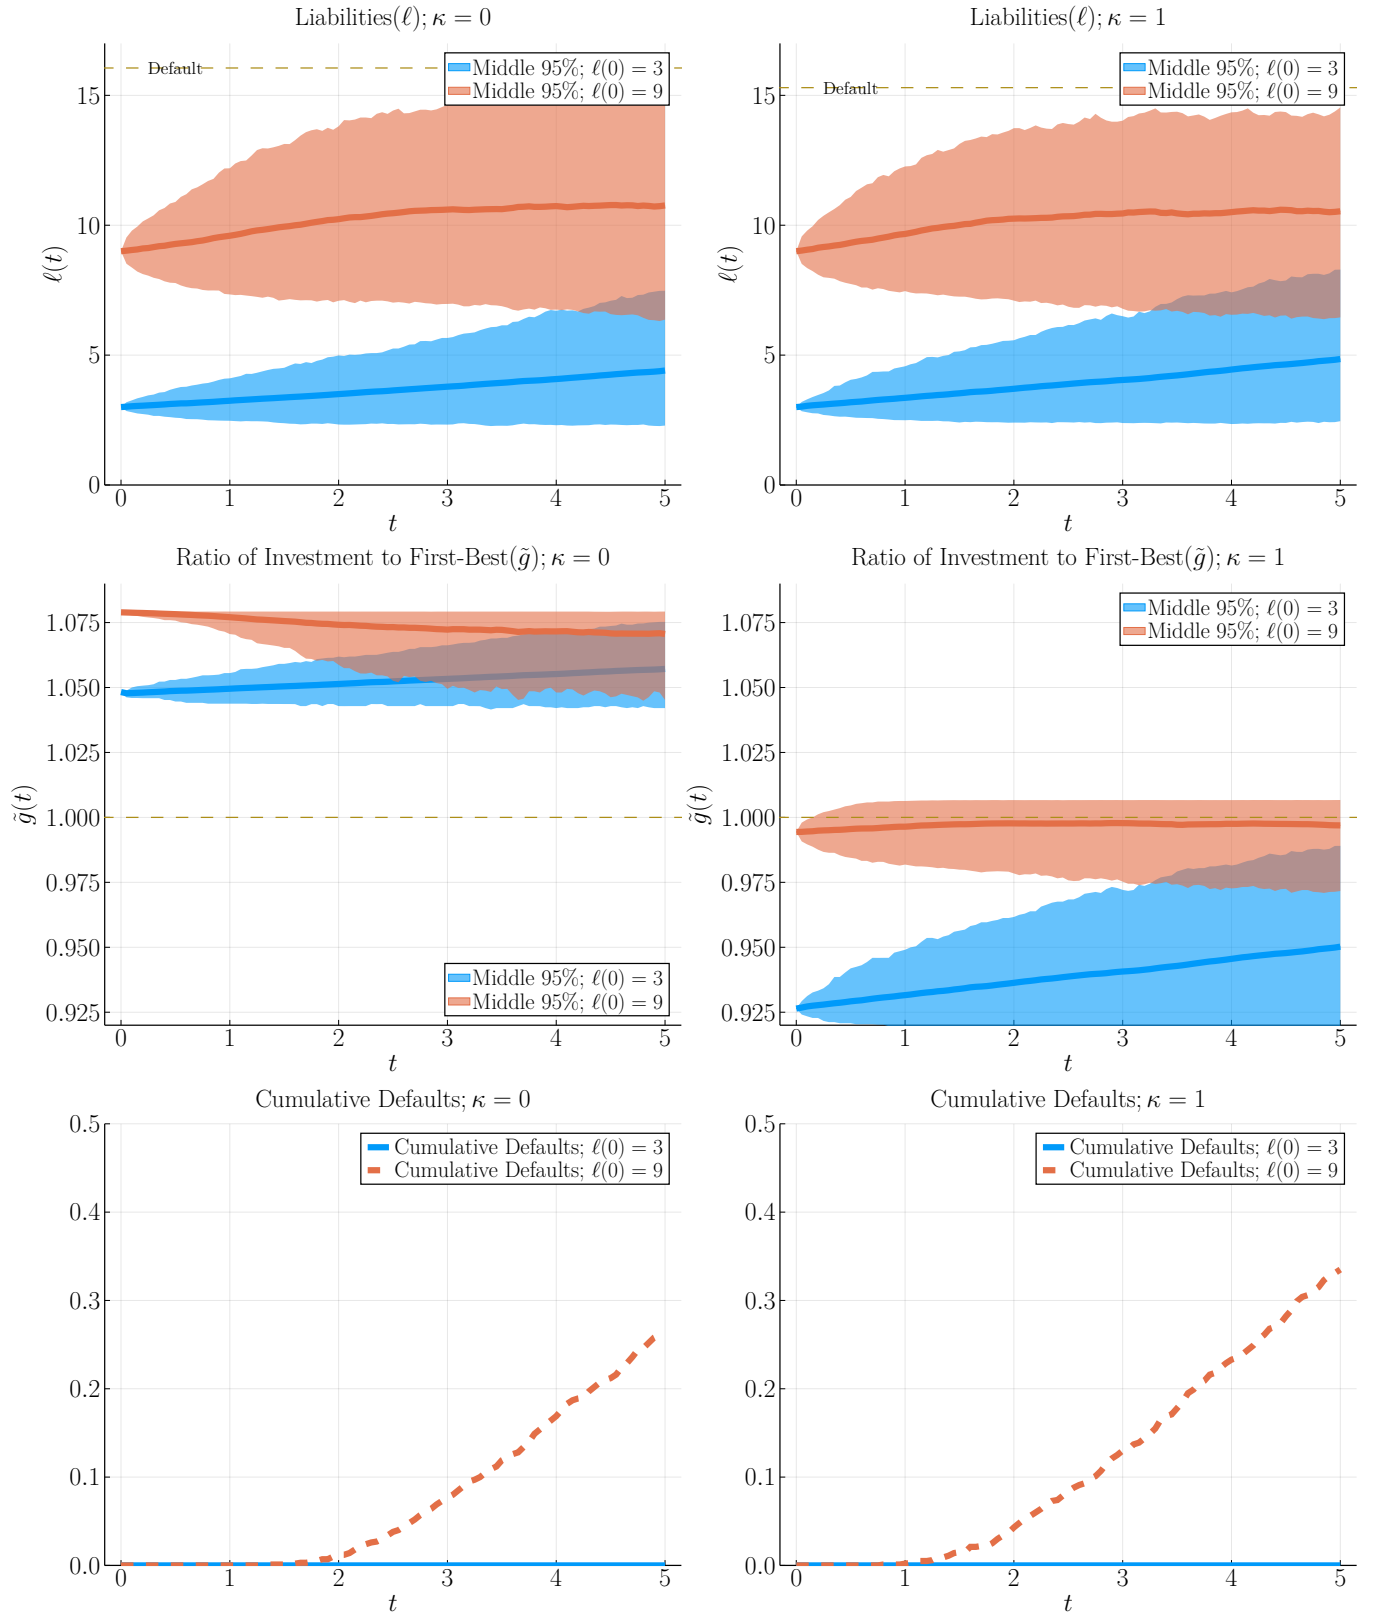 Liabilities(ℓ); κ = 0
Default
Middle 95%; ℓ(0) = 3
Middle 95%; ℓ(0) = 9
15
10
5
0
ℓ(t)
0 1 2 3 4 5
t
Liabilities(ℓ); κ = 1
Default
Middle 95%; ℓ(0) = 3
Middle 95%; ℓ(0) = 9
15
10
5
0
ℓ(t)
0 1 2 3 4 5
t
Ratio of Investment to First-Best(g̃); κ = 0
1.075
1.050
1.025
1.000
0.975
0.950
0.925
g̃(t)
Middle 95%; ℓ(0) = 3
Middle 95%; ℓ(0) = 9
0 1 2 3 4 5
t
Ratio of Investment to First-Best(g̃); κ = 1
Middle 95%; ℓ(0) = 3
Middle 95%; ℓ(0) = 9
1.075
1.050
1.025
1.000
0.975
0.950
0.925
g̃(t)
0 1 2 3 4 5
t
Cumulative Defaults; κ = 0
Cumulative Defaults; ℓ(0) = 3
Cumulative Defaults; ℓ(0) = 9
0.5
0.4
0.3
0.2
0.1
0.0
0 1 2 3 4 5
t
Cumulative Defaults; κ = 1
Cumulative Defaults; ℓ(0) = 3
Cumulative Defaults; ℓ(0) = 9
0.5
0.4
0.3
0.2
0.1
0.0
0 1 2 3 4 5
t